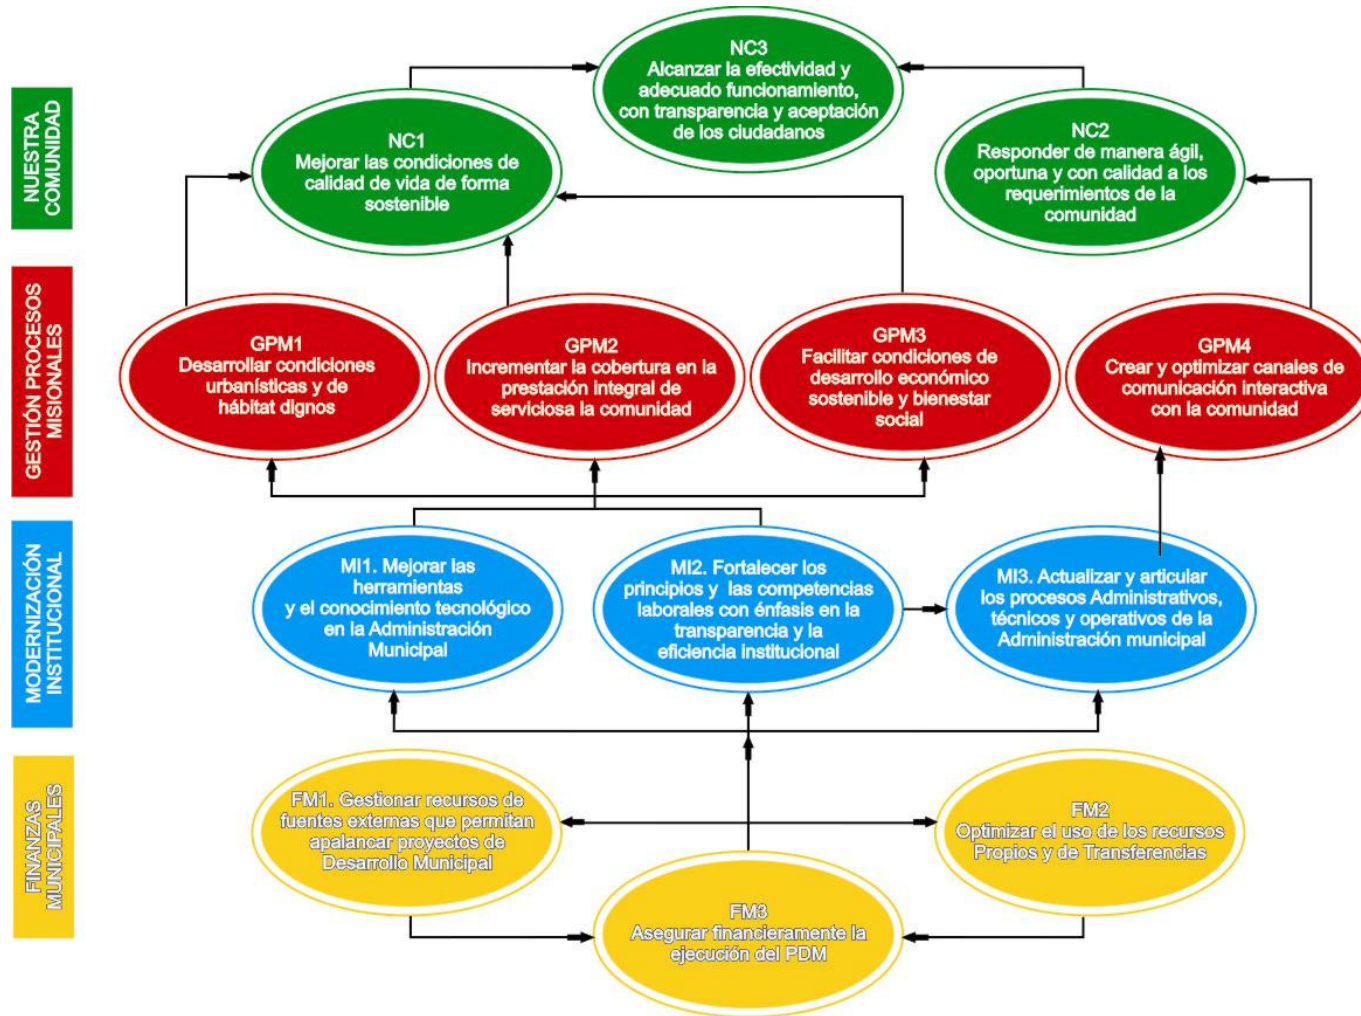 NUESTRA
COMUNIDAD
NC3
Alcanzar la efectividad y
adecuado funcionamiento,
con transparencia y aceptación
de los ciudadanos
NC1
Mejorar las condiciones de
calidad de vida de forma
sostenible
NC2
Responder de manera ágil,
oportuna y con calidad a los
requerimientos de la
comunidad
GESTIÓN PROCESOS
MISIONALES
GPM1
Desarrollar condiciones
urbanísticas y de
hábitat dignos
GPM2
Incrementar la cobertura en la
prestación integral de
serviciosa la comunidad
GPM3
Facilitar condiciones de
desarrollo económico
sostenible y bienestar
social
GPM4
Crear y optimizar canales de
comunicación interactiva
con la comunidad
MODERNIZACIÓN
INSTITUCIONAL
MI1. Mejorar las
herramientas
y el conocimiento tecnológico
en la Administración
Municipal
MI2. Fortalecer los
principios y las competencias
laborales con énfasis en la
transparencia y la
eficiencia institucional
MI3. Actualizar y articular
los procesos Administrativos,
técnicos y operativos de la
Administración municipal
FINANZAS
MUNICIPALES
FM1. Gestionar recursos de
fuentes externas que permitan
apalancar proyectos de
Desarrollo Municipal
FM2
Optimizar el uso de los recursos
Propios y de Transferencias
FM3
Asegurar financieramente la
ejecución del PDM